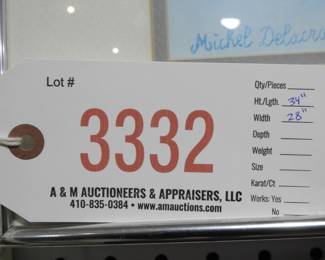 Michel Delacro
Lot #
3332
Qty/Pieces
Ht./Lgth. 34"
Width 28"
Depth
Weight
Size
Karat/Ct
Works: Yes
No
A & M AUCTIONEERS & APPRAISERS, LLC
410-835-0384 • www.amauctions.com